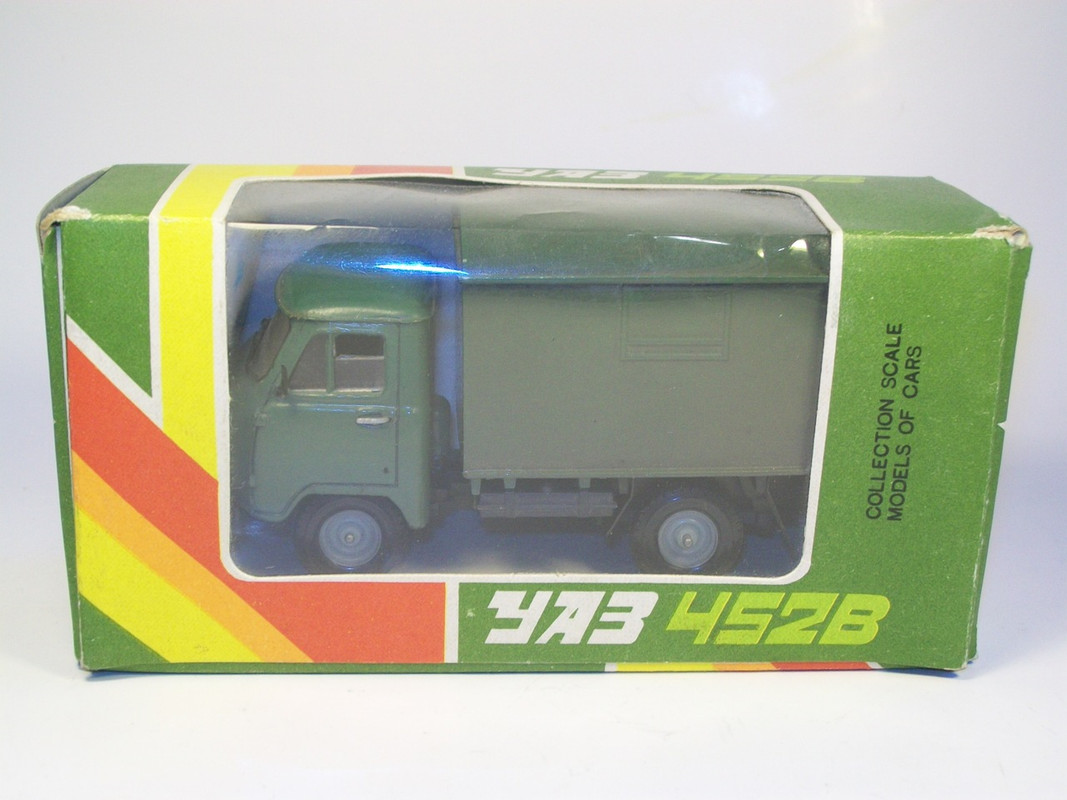 УАЗ 452В
COLLECTION SCALE
MODELS OF CARS